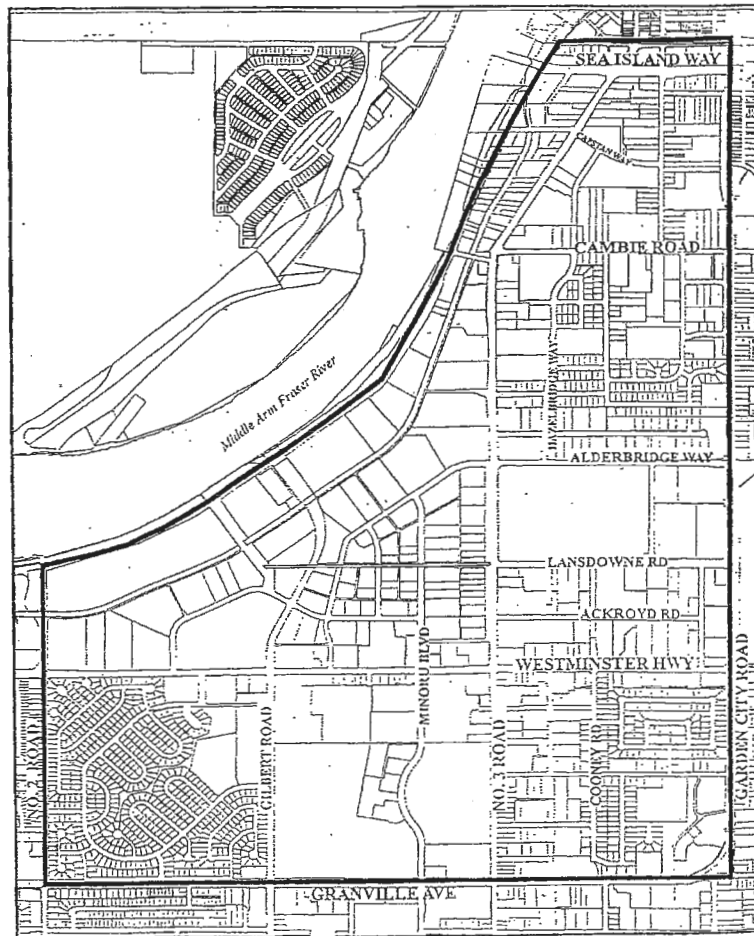 SEA ISLAND WAY
CAPSTAN WAY
CAMBIE ROAD
HAZELBRIDGE WAY
Middle Arm Fraser River
ALDERBRIDGE WAY
LANSDOWNE RD
ACKROYD RD
WESTMINSTER HWY
MINORU BLVD
NO. 2 ROAD
GILBERT ROAD
NO. 3 ROAD
COONEY RD
GARDEN CITY ROAD
GRANVILLE AVE